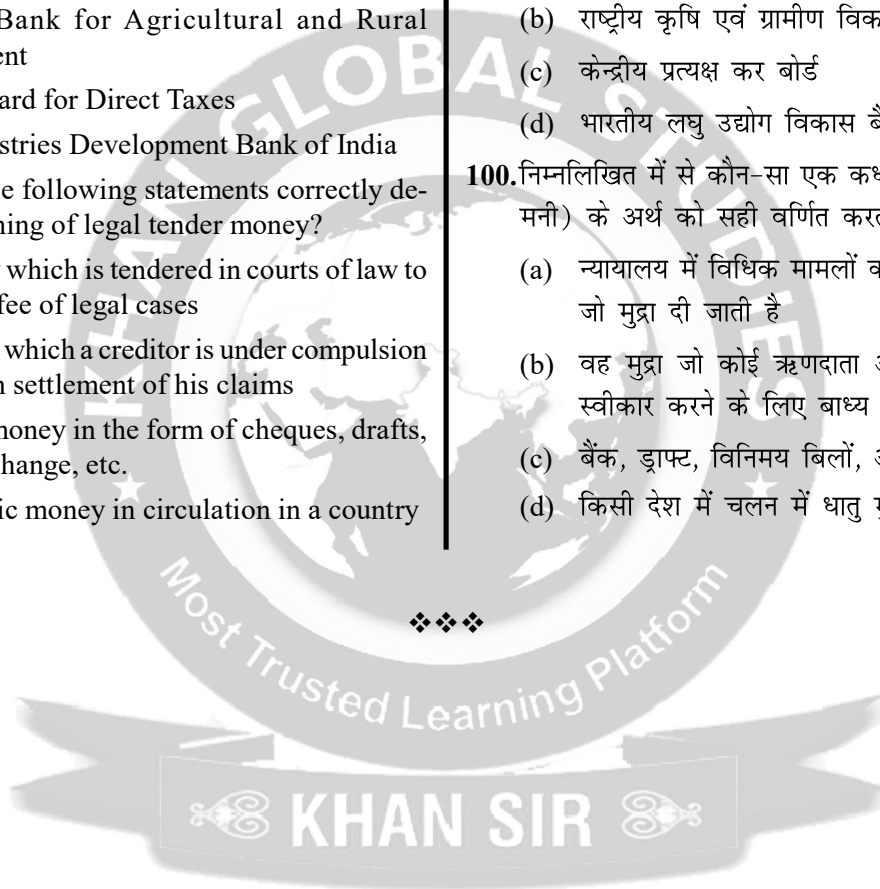 Bank for Agricultural and Rural
ent
ard for Direct Taxes
stries Development Bank of India
e following statements correctly de-
ning of legal tender money?
which is tendered in courts of law to
fee of legal cases
which a creditor is under compulsion
n settlement of his claims
money in the form of cheques, drafts,
change, etc.
ic money in circulation in a country
(b) राष्ट्रीय कृषि एवं ग्रामीण विक
(c) केन्द्रीय प्रत्यक्ष कर बोर्ड
(d) भारतीय लघु उद्योग विकास बै
100. निम्नलिखित में से कौन-सा एक कथ
मनी) के अर्थ को सही वर्णित करत
(a) न्यायालय में विधिक मामलों व
जो मुद्रा दी जाती है
(b) वह मुद्रा जो कोई ऋणदाता अ
स्वीकार करने के लिए बाध्य
(c) बैंक, ड्राफ्ट, विनिमय बिलों, अ
(d) किसी देश में चलन में धातु मु
KHAN GLOBAL STUDIES
Most Trusted Learning Platform
KHAN SIR